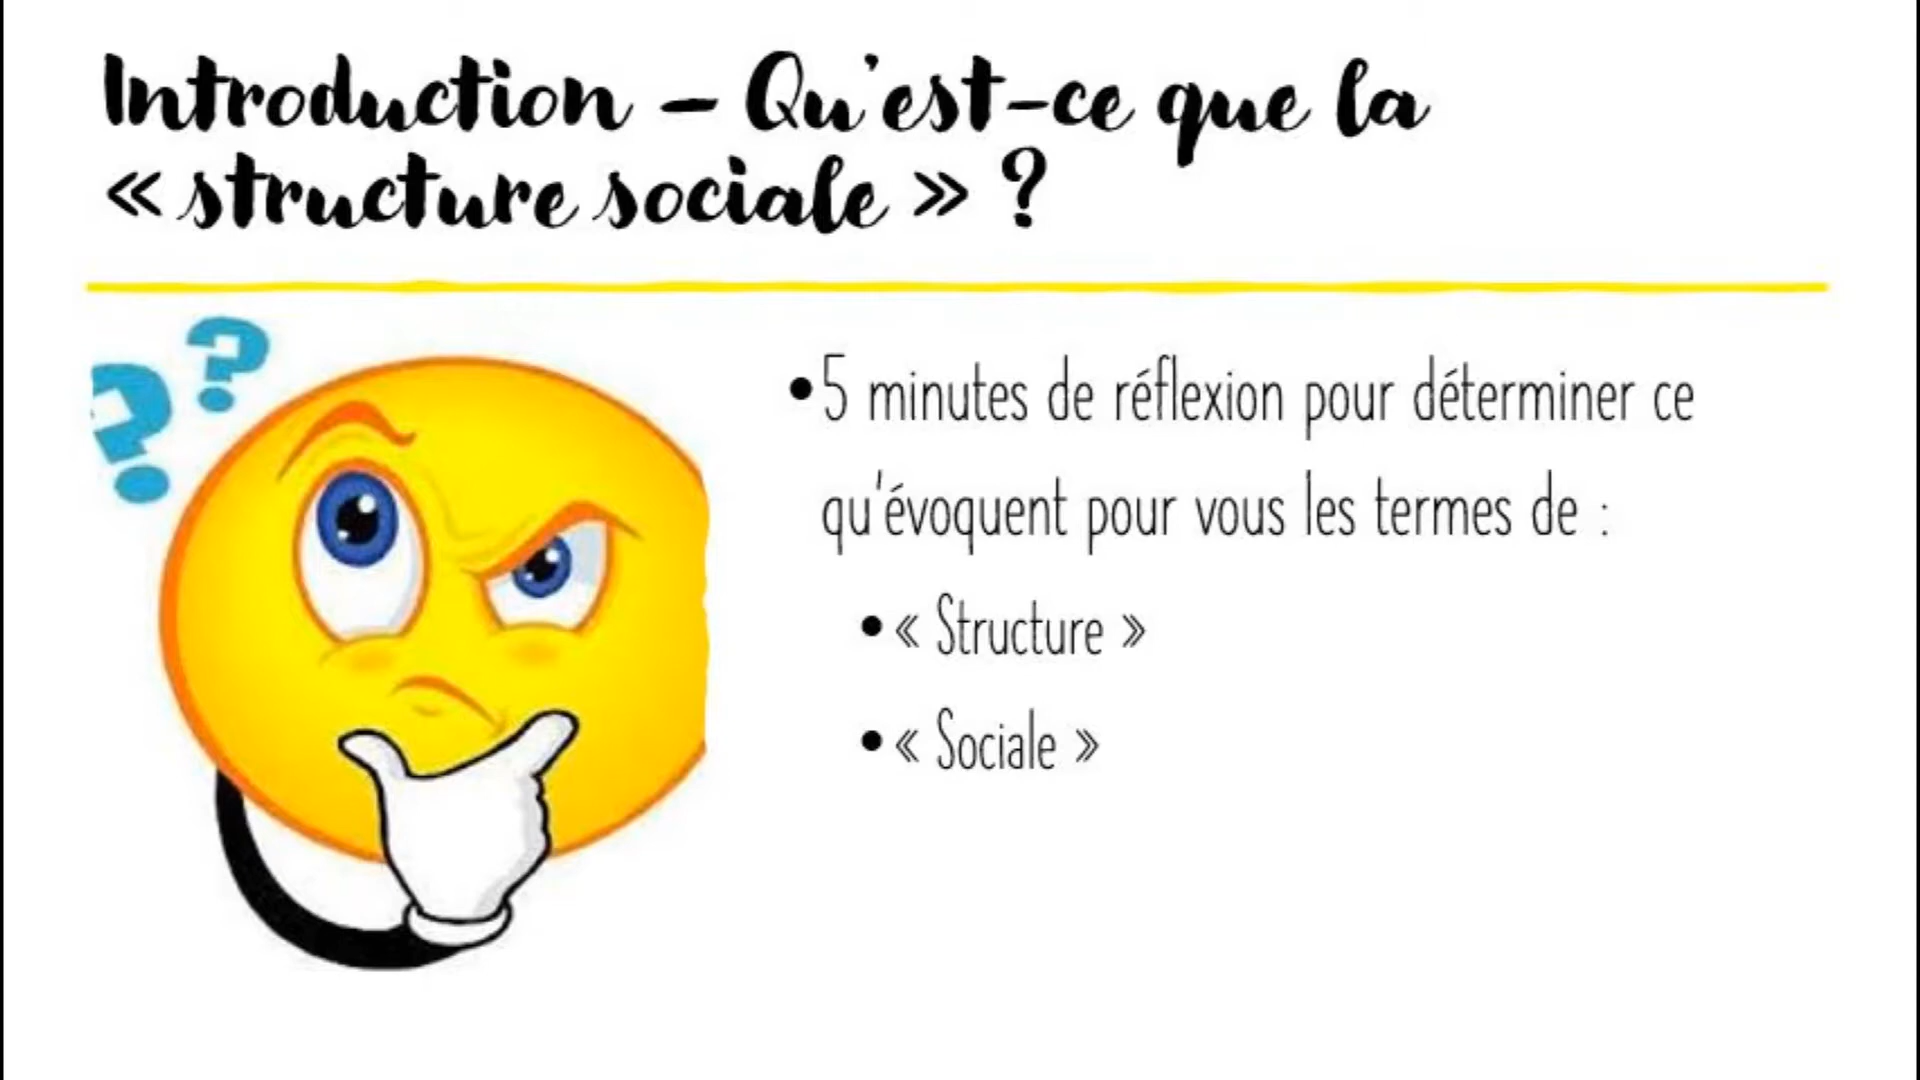 Introduction – Qu'est-ce que la
« structure sociale » ?
? ?
•5 minutes de réflexion pour déterminer ce
qu'évoquent pour vous les termes de :
•« Structure »
•« Sociale »